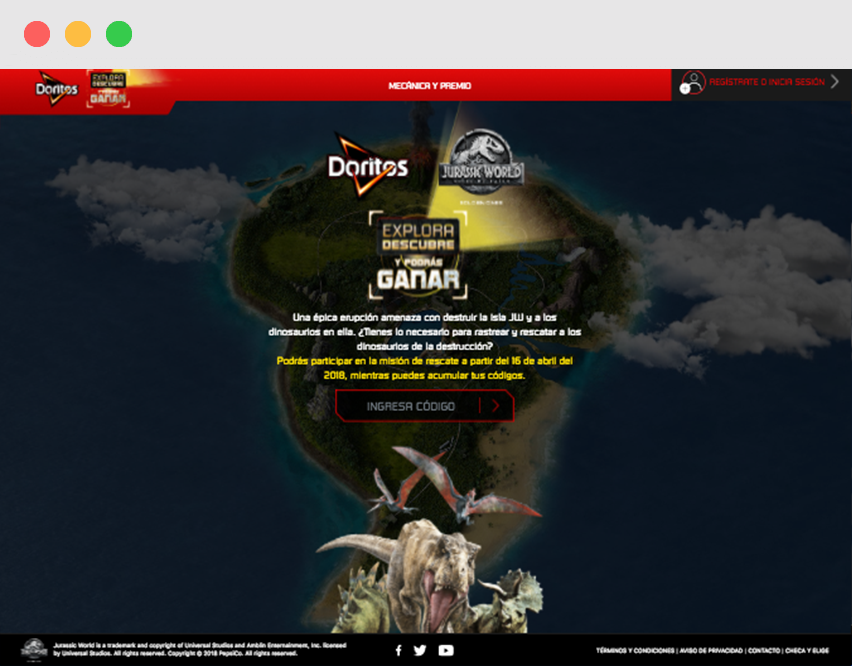 Doritos
EXPLORA
DESCUBRE
GANAR
MECÁNICA Y PREMIO
REGÍSTRATE O INICIA SESIÓN
Doritos
JURASSIC WORLD
EXPLORA
DESCUBRE
Y PODRÁS
GANAR
Una épica erupción amenaza con destruir la Isla JW y a los
dinosaurios en ella. ¿Tienes lo necesario para rastrear y rescatar a los
dinosaurios de la destrucción?
Podrás participar en la misión de rescate a partir del 16 de abril del
2018, mientras puedes acumular tus códigos.
INGRESA CÓDIGO
Jurassic World is a trademark and copyright of Universal Studios and Amblin Entertainment, Inc. licensed
by Universal Studios. All rights reserved. Copyright © 2018 PepsiCo. All rights reserved.
TÉRMINOS Y CONDICIONES | AVISO DE PRIVACIDAD | CONTACTO | CHECA Y ELIGE